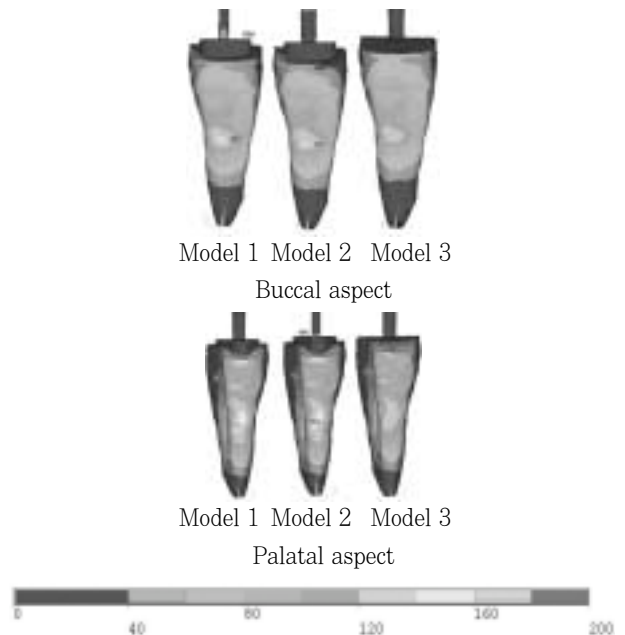 Model 1 Model 2 Model 3
Buccal aspect
Model 1 Model 2 Model 3
Palatal aspect
0 80 160
40 120 200